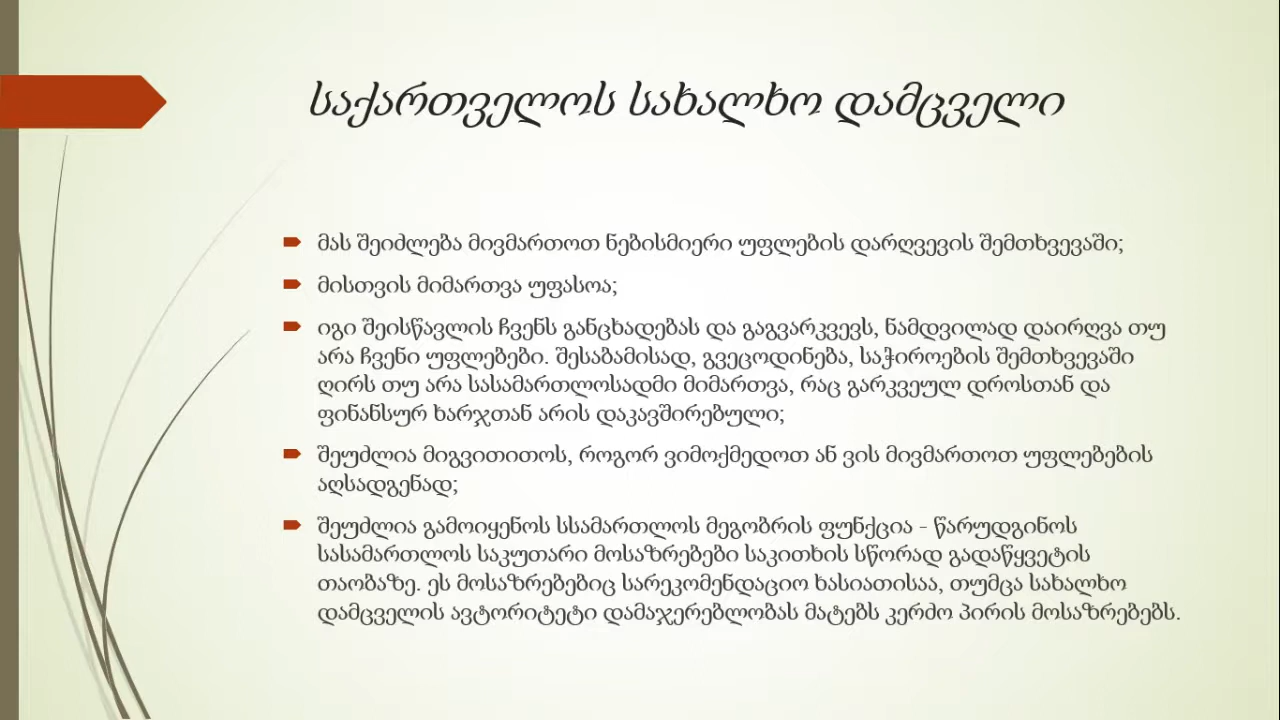 საქართველოს სახალხო დამცველი
მას შეიძლება მივმართოთ ნებისმიერი უფლების დარღვევის შემთხვევაში;
მისთვის მიმართვა უფასოა;
იგი შეისწავლის ჩვენს განცხადებას და გაგვარკვევს, ნამდვილად დაირღვა თუ
არა ჩვენი უფლებები. შესაბამისად, გვეცოდინება, საჭიროების შემთხვევაში
ღირს თუ არა სასამართლოსადმი მიმართვა, რაც გარკვეულ დროსთან და
ფინანსურ ხარჯთან არის დაკავშირებული;
შეუძლია მიგვითითოს, როგორ ვიმოქმედოთ ან ვის მივმართოთ უფლებების
აღსადგენად;
შეუძლია გამოიყენოს სსამართლოს მეგობრის ფუნქცია - წარუდგინოს
სასამართლოს საკუთარი მოსაზრებები საკითხის სწორად გადაწყვეტის
თაობაზე. ეს მოსაზრებებიც სარეკომენდაციო ხასიათისაა, თუმცა სახალხო
დამცველის ავტორიტეტი დამაჯერებლობას მატებს კერძო პირის მოსაზრებებს.